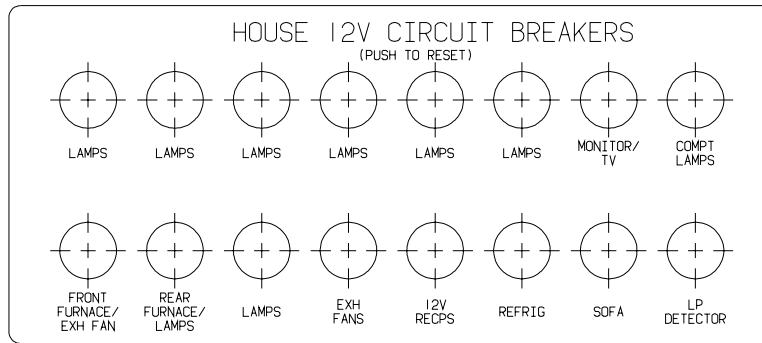 HOUSE 12V CIRCUIT BREAKERS
(PUSH TO RESET)
LAMPS
LAMPS
LAMPS
LAMPS
LAMPS
LAMPS
MONITOR/
TV
COMPT
LAMPS
FRONT
FURNACE/
EXH FAN
REAR
FURNACE/
LAMPS
LAMPS
EXH
FANS
12V
RECPS
REFRIG
SOFA
LP
DETECTOR